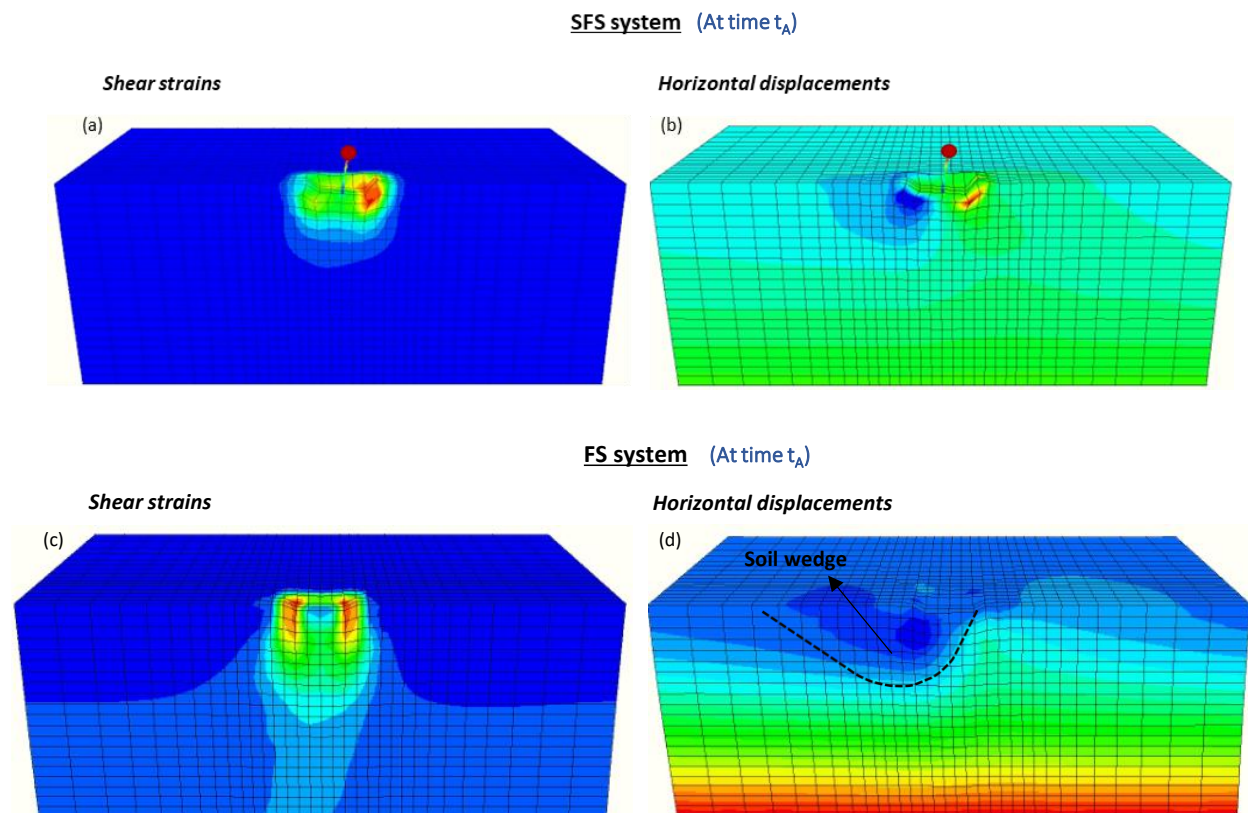 SFS system (At time tA)
Shear strains Horizontal displacements
(a) (b)
FS system (At time tA)
Shear strains Horizontal displacements
(c) (d)
Soil wedge